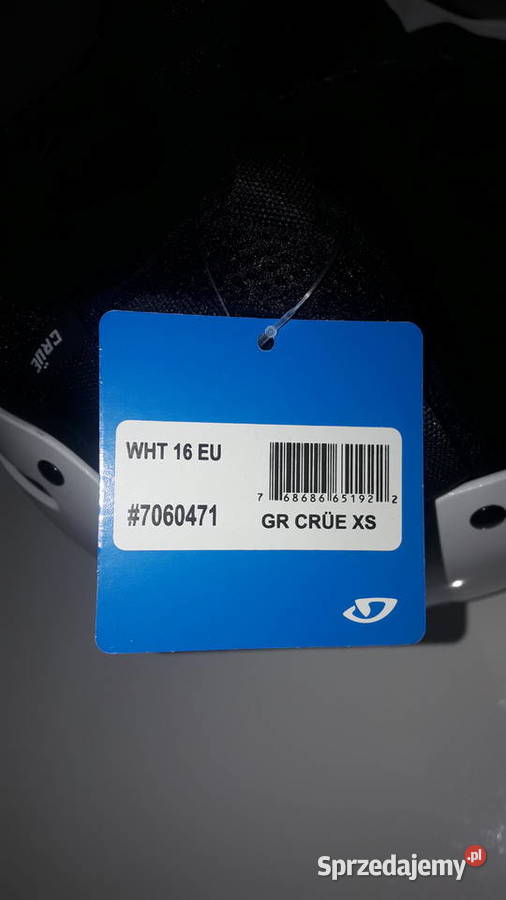 CRÜE
WHT 16 EU
7 68686 65192 2
#7060471
GR CRÜE XS
Sprzedajemy.pl